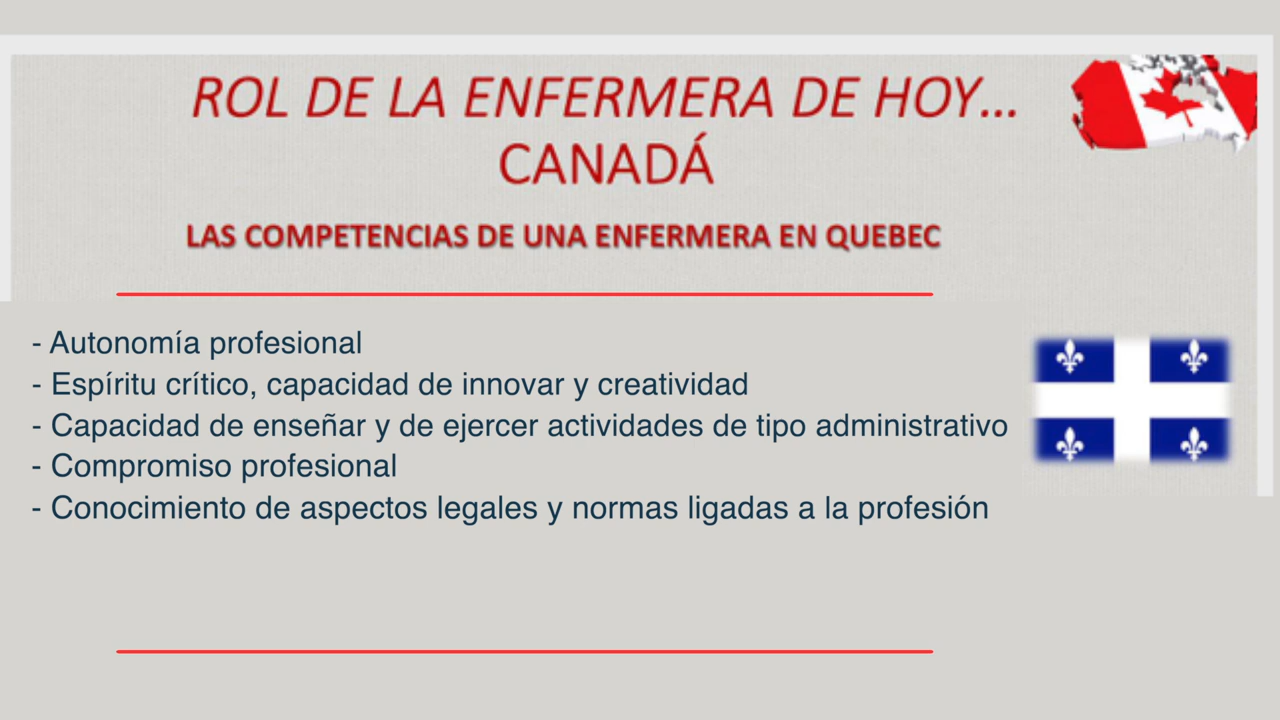 ROL DE LA ENFERMERA DE HOY...
CANADÁ
LAS COMPETENCIAS DE UNA ENFERMERA EN QUEBEC
- Autonomía profesional
- Espíritu crítico, capacidad de innovar y creatividad
- Capacidad de enseñar y de ejercer actividades de tipo administrativo
- Compromiso profesional
- Conocimiento de aspectos legales y normas ligadas a la profesión